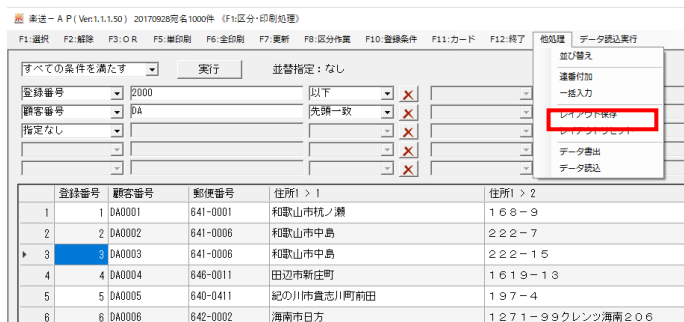 楽送－ＡＰ(Ver:1.1.1.50) 20170928宛名1000件 《F1:区分・印刷処理》
F1:選択 F2:解除 F3:ＯＲ F5:単印刷 F6:全印刷 F7:更新 F8:区分作業 F10:登録条件 F11:カード F12:終了 他処理 データ読込実行
並び替え
連番付加
一括入力
レイアウト保存
レイアウトリセット
データ書出
データ読込
すべての条件を満たす 実行 並替指定：なし
登録番号 2000 以下
顧客番号 DA 先頭一致
指定なし
登録番号 顧客番号 郵便番号 住所1 > 1 住所1 > 2
1 1 DA0001 641-0001 和歌山市杭ノ瀬 １６８－９
2 2 DA0002 641-0006 和歌山市中島 ２２２－７
3 3 DA0003 641-0006 和歌山市中島 ２２２－１５
4 4 DA0004 646-0011 田辺市新庄町 １６１９－１３
5 5 DA0005 640-0411 紀の川市貴志川町前田 １９７－４
6 6 DA0006 642-0002 海南市日方 １２７１－９９クレンツ海南２０６